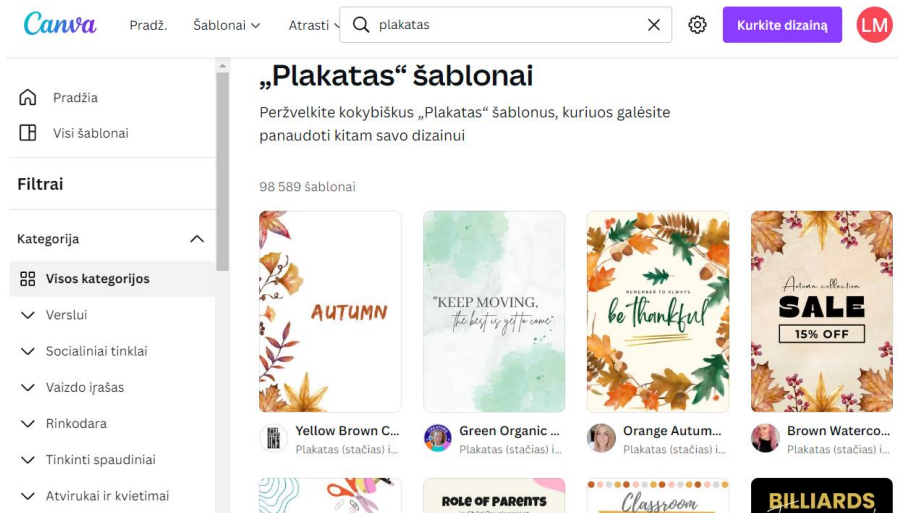 Canva
Pradž.
Šablonai
Atrasti
plakatas
Kurkite dizainą
LM
Pradžia
Visi šablonai
Filtrai
Kategorija
Visos kategorijos
Verslui
Socialiniai tinklai
Vaizdo įrašas
Rinkodara
Tinkinti spaudiniai
Atvirukai ir kvietimai
„Plakatas“ šablonai
Peržvelkite kokybiškus „Plakatas“ šablonus, kuriuos galėsite
panaudoti kitam savo dizainui
98 589 šablonai
AUTUMN
Yellow Brown C...
Plakatas (stačias) i...
"KEEP MOVING,
the best is yet to come"
Green Organic ...
Plakatas (stačias) i...
REMEMBER TO ALWAYS
be thankful
Orange Autum...
Plakatas (stačias) i...
Autumn collection
SALE
15% OFF
Brown Waterco...
Plakatas (stačias) i...
ROLE OF PARENTS
in Child Development
Classroom
BILLIARDS